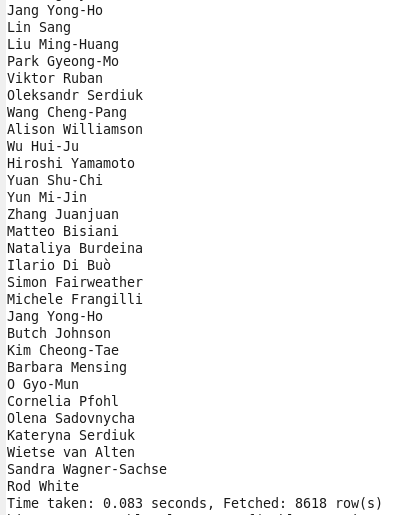 Jang Yong-Ho
Lin Sang
Liu Ming-Huang
Park Gyeong-Mo
Viktor Ruban
Oleksandr Serdiuk
Wang Cheng-Pang
Alison Williamson
Wu Hui-Ju
Hiroshi Yamamoto
Yuan Shu-Chi
Yun Mi-Jin
Zhang Juanjuan
Matteo Bisiani
Nataliya Burdeina
Ilario Di Buò
Simon Fairweather
Michele Frangilli
Jang Yong-Ho
Butch Johnson
Kim Cheong-Tae
Barbara Mensing
O Gyo-Mun
Cornelia Pfohl
Olena Sadovnycha
Kateryna Serdiuk
Wietse van Alten
Sandra Wagner-Sachse
Rod White
Time taken: 0.083 seconds, Fetched: 8618 row(s)